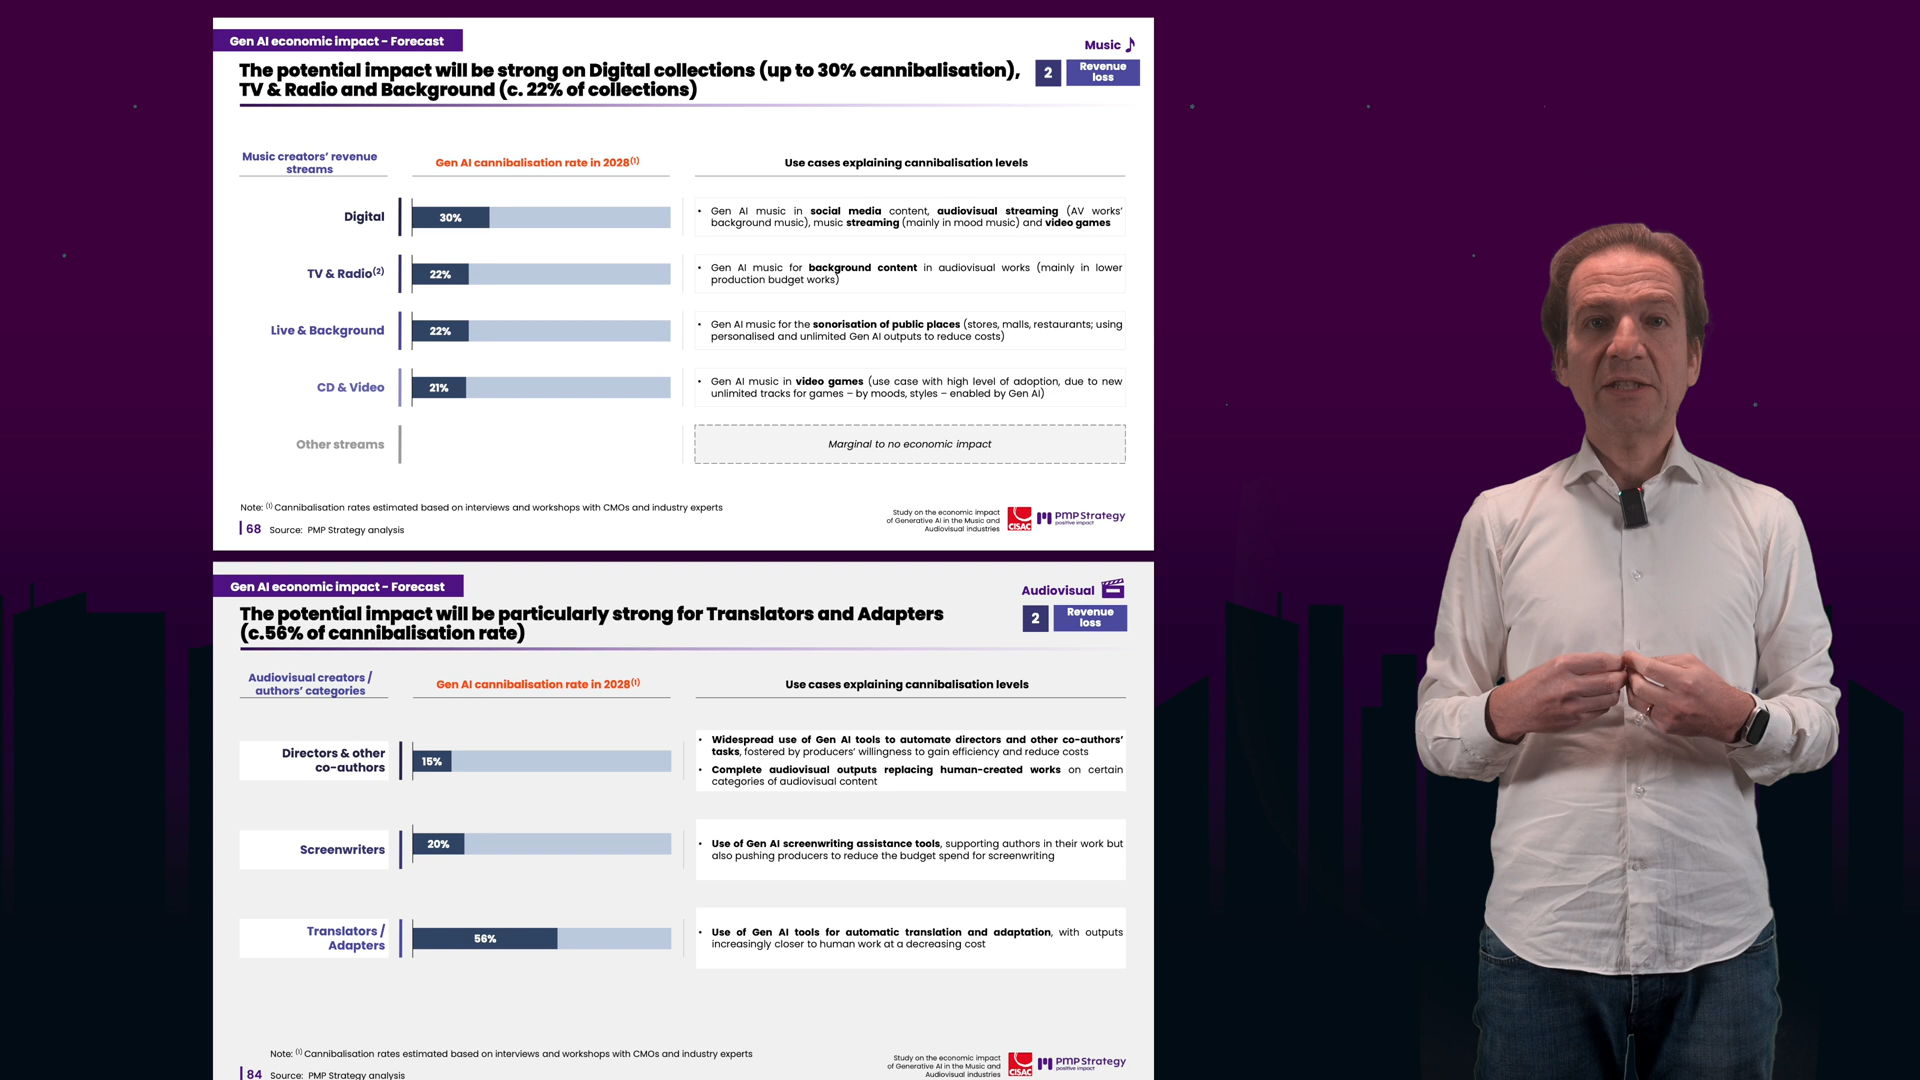 Gen AI economic impact - Forecast
Music
The potential impact will be strong on Digital collections (up to 30% cannibalisation),
TV & Radio and Background (c. 22% of collections)
2
Revenue
loss
Music creators’ revenue
streams
Gen AI cannibalisation rate in 2028(1)
Use cases explaining cannibalisation levels
Digital
30%
• Gen AI music in social media content, audiovisual streaming (AV works’
background music), music streaming (mainly in mood music) and video games
TV & Radio(2)
22%
• Gen AI music for background content in audiovisual works (mainly in lower
production budget works)
Live & Background
22%
• Gen AI music for the sonorisation of public places (stores, malls, restaurants; using
personalised and unlimited Gen AI outputs to reduce costs)
CD & Video
21%
• Gen AI music in video games (use case with high level of adoption, due to new
unlimited tracks for games – by moods, styles – enabled by Gen AI)
Other streams
Marginal to no economic impact
Note: (1) Cannibalisation rates estimated based on interviews and workshops with CMOs and industry experts
68 Source: PMP Strategy analysis
Study on the economic impact
of Generative AI in the Music and
Audiovisual industries
CISAC
PMP Strategy
positive impact
Gen AI economic impact - Forecast
Audiovisual
The potential impact will be particularly strong for Translators and Adapters
(c.56% of cannibalisation rate)
2
Revenue
loss
Audiovisual creators /
authors’ categories
Gen AI cannibalisation rate in 2028(1)
Use cases explaining cannibalisation levels
Directors & other
co-authors
15%
• Widespread use of Gen AI tools to automate directors and other co-authors’
tasks, fostered by producers’ willingness to gain efficiency and reduce costs
• Complete audiovisual outputs replacing human-created works on certain
categories of audiovisual content
Screenwriters
20%
• Use of Gen AI screenwriting assistance tools, supporting authors in their work but
also pushing producers to reduce the budget spend for screenwriting
Translators /
Adapters
56%
• Use of Gen AI tools for automatic translation and adaptation, with outputs
increasingly closer to human work at a decreasing cost
Note: (1) Cannibalisation rates estimated based on interviews and workshops with CMOs and industry experts
84 Source: PMP Strategy analysis
Study on the economic impact
of Generative AI in the Music and
Audiovisual industries
CISAC
PMP Strategy
positive impact